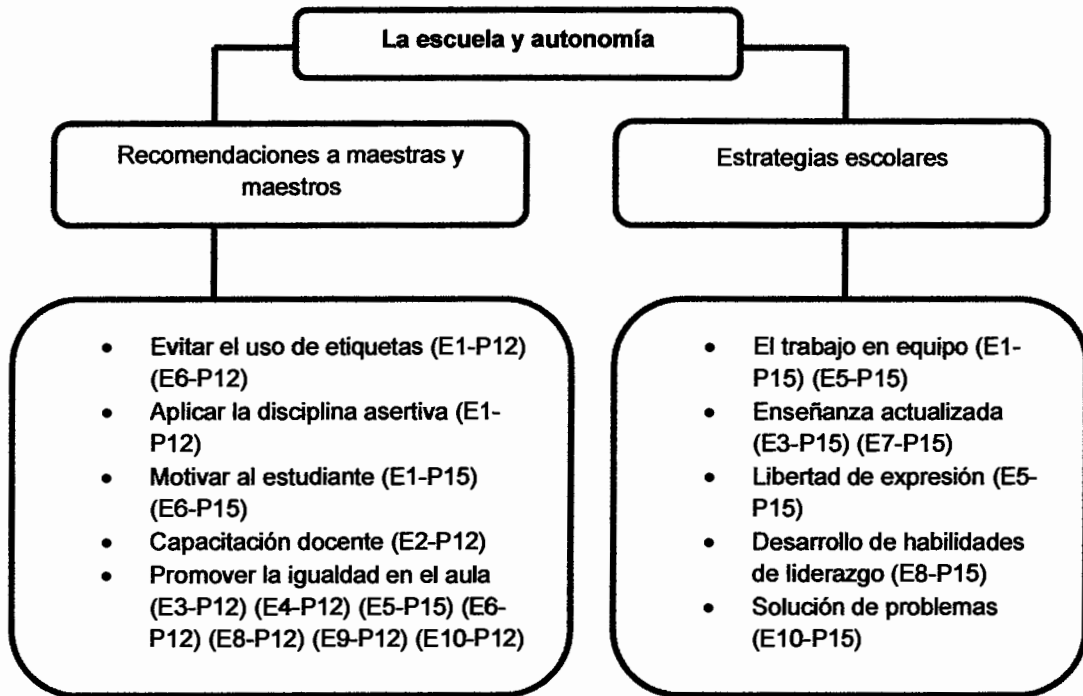 La escuela y autonomía
Recomendaciones a maestras y
maestros
Estrategias escolares
• Evitar el uso de etiquetas (E1-P12)
(E6-P12)
• Aplicar la disciplina asertiva (E1-
P12)
• Motivar al estudiante (E1-P15)
(E6-P15)
• Capacitación docente (E2-P12)
• Promover la igualdad en el aula
(E3-P12) (E4-P12) (E5-P15) (E6-
P12) (E8-P12) (E9-P12) (E10-P12)
• El trabajo en equipo (E1-
P15) (E5-P15)
• Enseñanza actualizada
(E3-P15) (E7-P15)
• Libertad de expresión (E5-
P15)
• Desarrollo de habilidades
de liderazgo (E8-P15)
• Solución de problemas
(E10-P15)